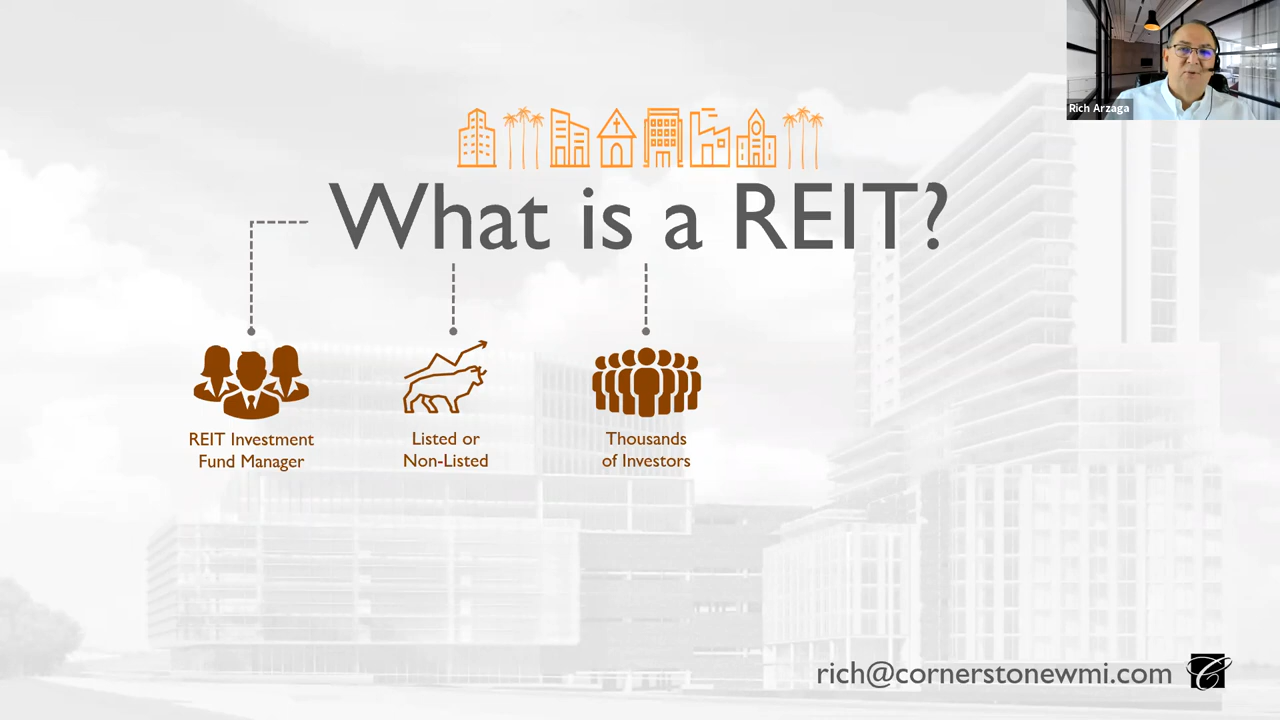 Rich Arzaga
What is a REIT?
REIT Investment
Fund Manager
Listed or
Non-Listed
Thousands
of Investors
rich@cornerstonewmi.com